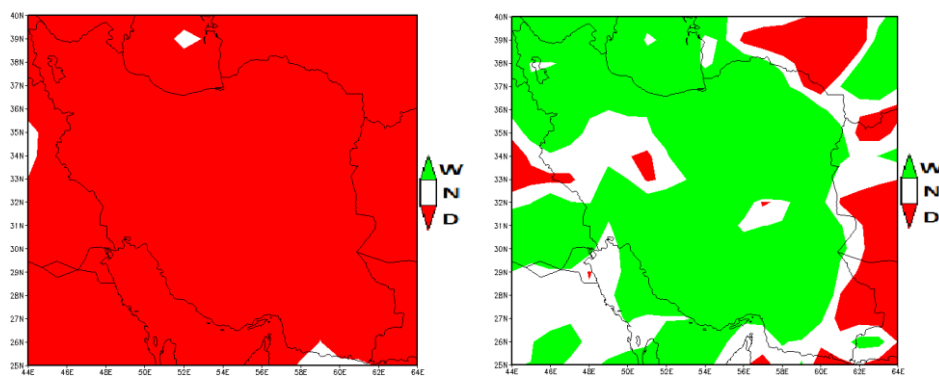 40N
39N
38N
37N
36N
35N
34N
33N
32N
31N
30N
29N
28N
27N
26N
25N
44E 46E 48E 50E 52E 54E 56E 58E 60E 62E 64E
W
N
D
40N
39N
38N
37N
36N
35N
34N
33N
32N
31N
30N
29N
28N
27N
26N
25N
44E 46E 48E 50E 52E 54E 56E 58E 60E 62E 64E
W
N
D